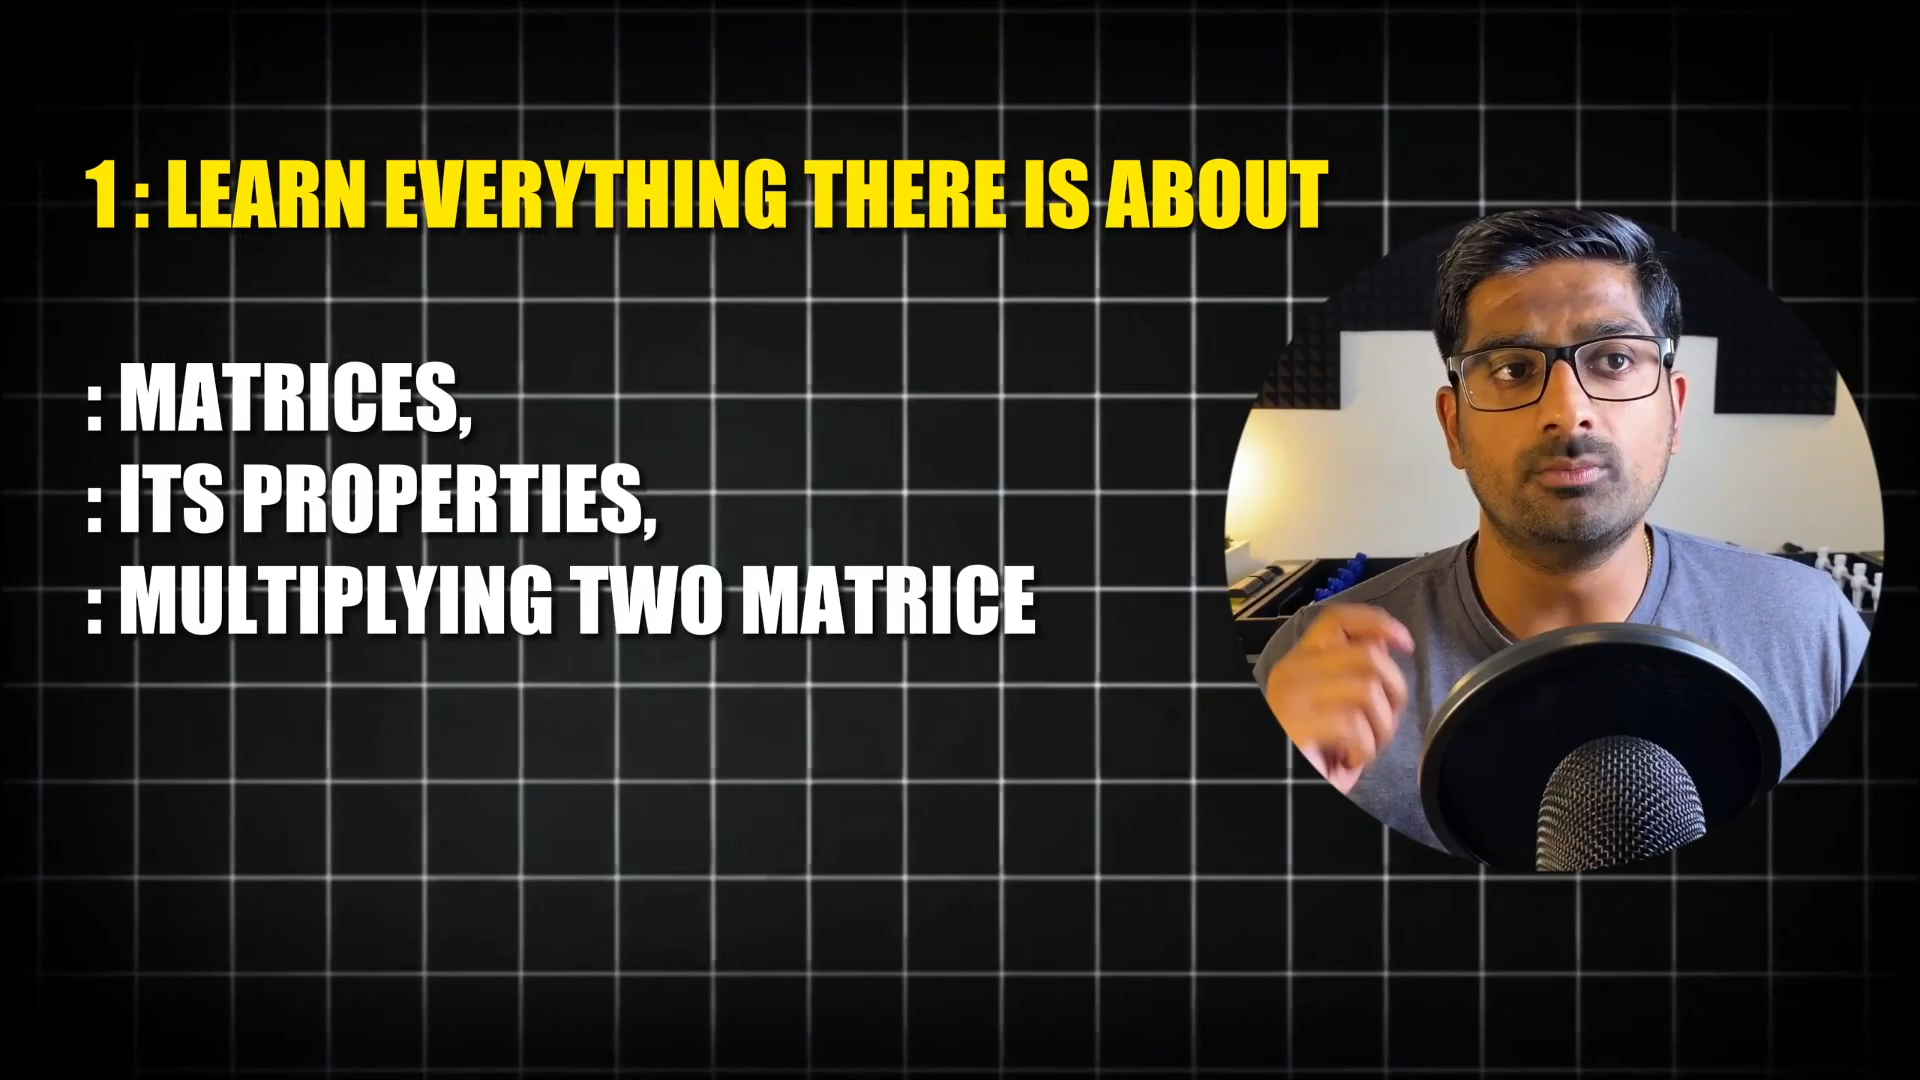 1 : LEARN EVERYTHING THERE IS ABOUT
: MATRICES,
: ITS PROPERTIES,
: MULTIPLYING TWO MATRICE